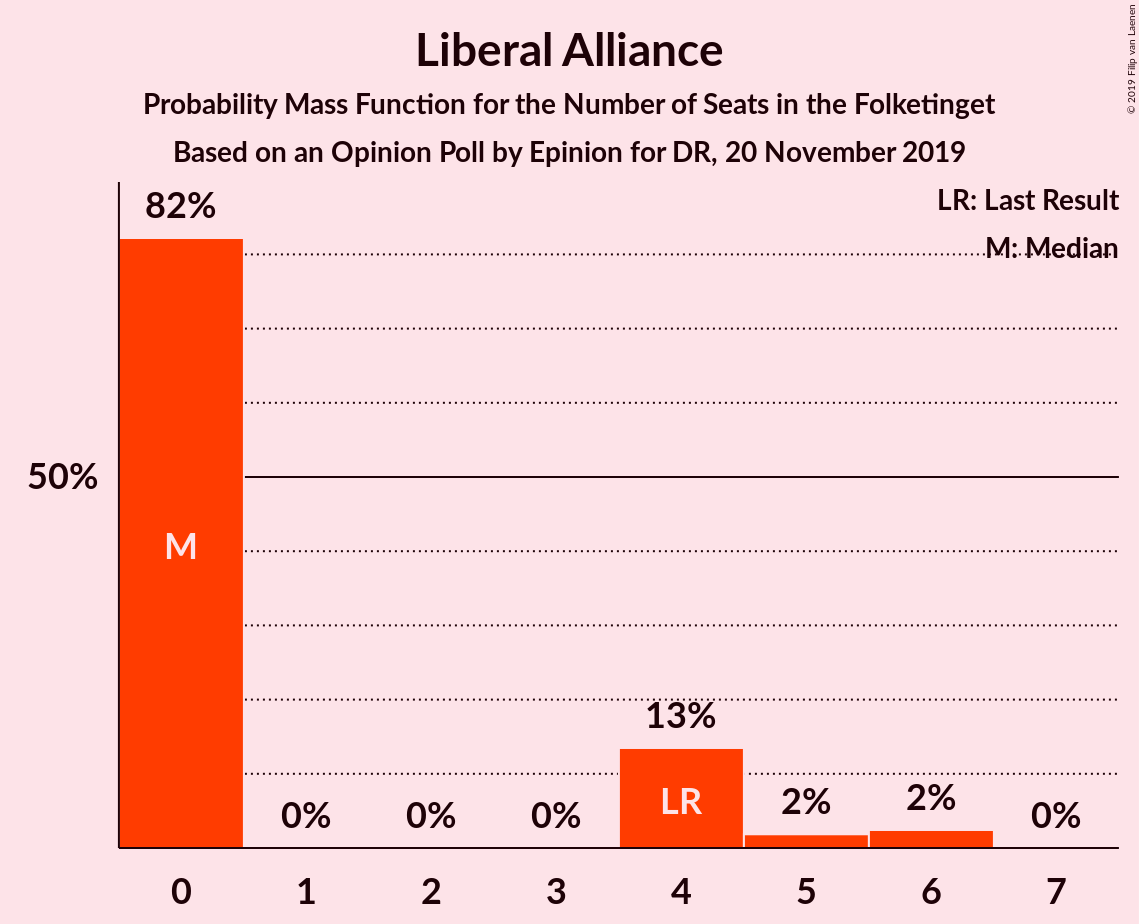 Liberal Alliance
Probability Mass Function for the Number of Seats in the Folketinget
Based on an Opinion Poll by Epinion for DR, 20 November 2019
© 2019 Filip van Laenen
LR: Last Result
M: Median
82%
50%
M
13%
LR
0%
0%
0%
2%
2%
0%
0
1
2
3
4
5
6
7